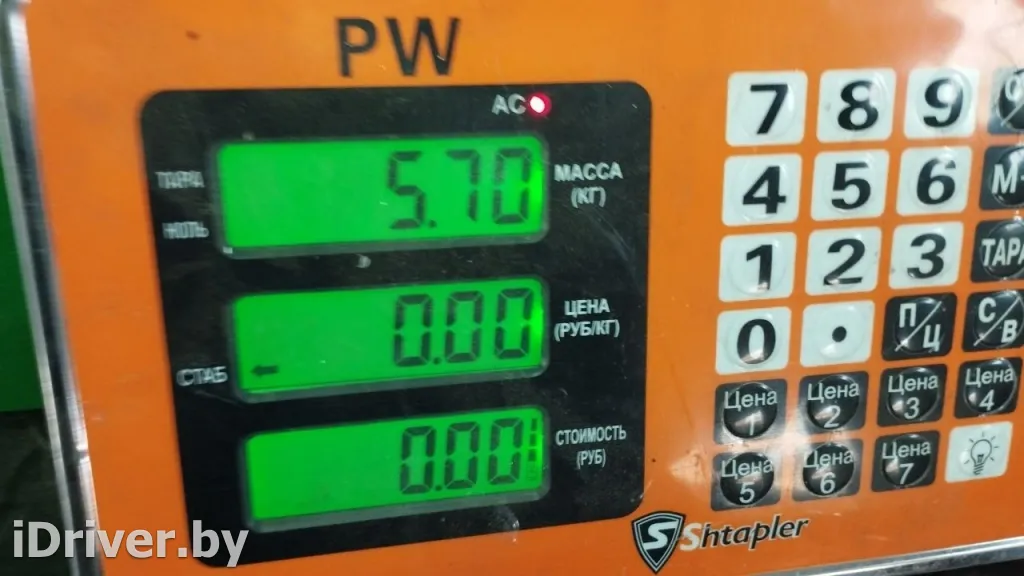 PW
AC
ТАРА
НОЛЬ
5.70
МАССА
(КГ)
0.00
ЦЕНА
(РУБ/КГ)
СТАБ
0.00
СТОИМОСТЬ
(РУБ)
7 8 9
4 5 6 М+
1 2 3 ТАРА
0 . П/Ц С/В
Цена 1 Цена 2 Цена 3 Цена 4
Цена 5 Цена 6 Цена 7
S Shtapler
iDriver.by